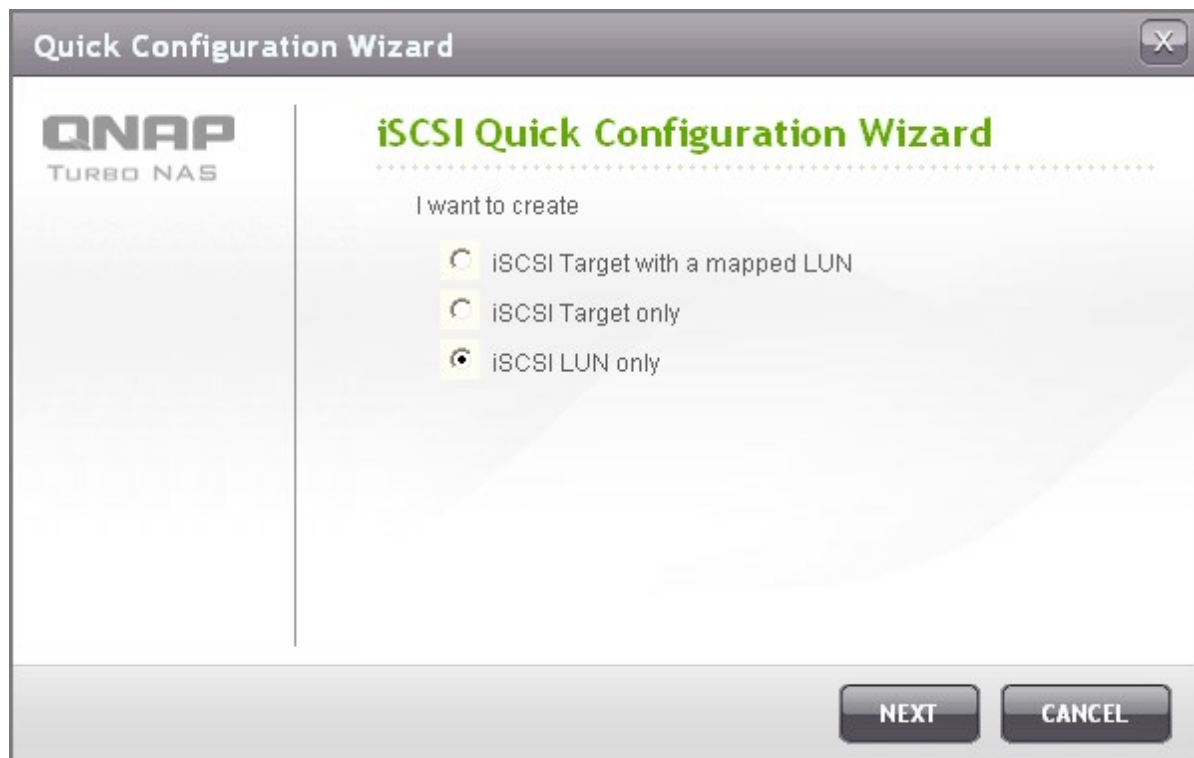 Quick Configuration Wizard
X
QNAP
TURBO NAS
iSCSI Quick Configuration Wizard
I want to create
iSCSI Target with a mapped LUN
iSCSI Target only
iSCSI LUN only
NEXT
CANCEL